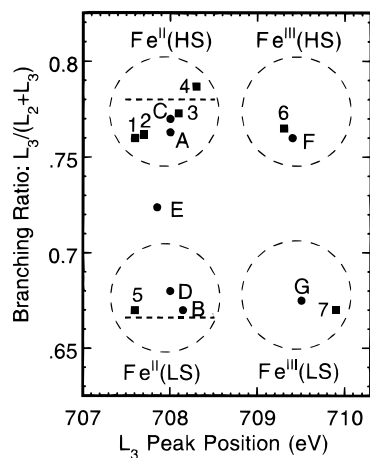 Fe^II(HS) Fe^III(HS)
0.8
4
C 3
1 2 A
6
F
.75
E
0.7
D
5 B
G
7
.65
Fe^II(LS) Fe^III(LS)
707 708 709 710
L₃ Peak Position (eV)
Branching Ratio: L₃/(L₂+L₃)